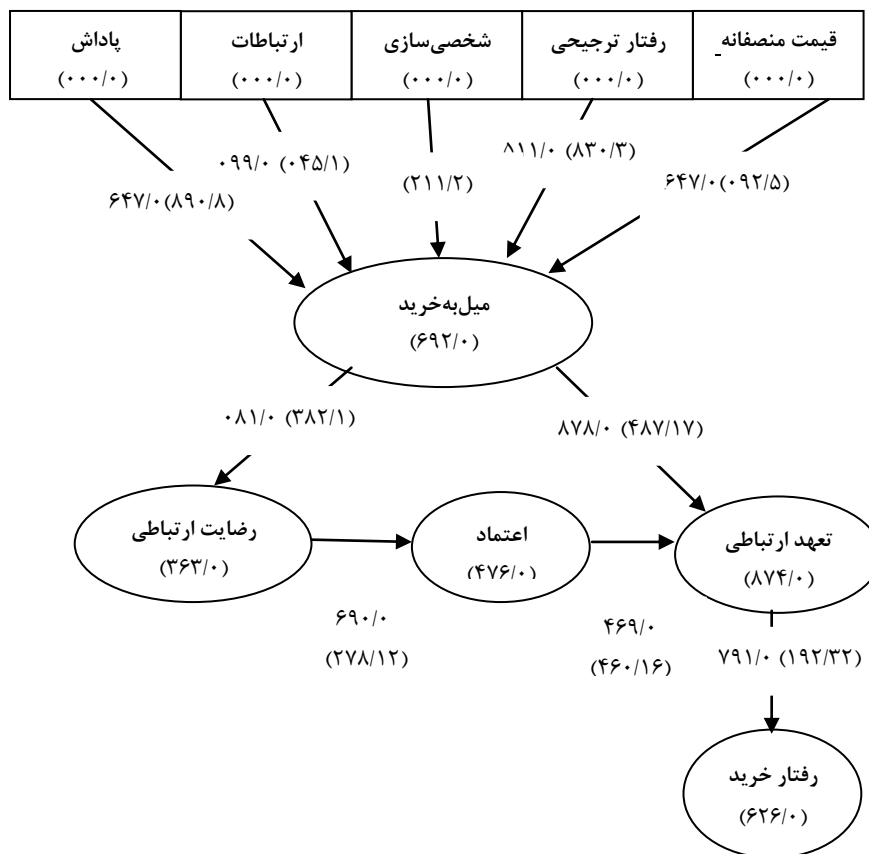 قیمت منصفانه
(۰۰۰/۰)
رفتار ترجیحی
(۰۰۰/۰)
شخصی‌سازی
(۰۰۰/۰)
ارتباطات
(۰۰۰/۰)
پاداش
(۰۰۰/۰)
۶۴۷/۰(۰۹۲/۵)
۸۱۱/۰ (۸۳۰/۳)
(۲۱۱/۲)
۰۹۹/۰ (۰۴۵/۱)
۶۴۷/۰(۸۹۰/۸)
میل‌به‌خرید
(۶۹۲/۰)
۸۷۸/۰ (۴۸۷/۱۷)
۰۸۱/۰ (۳۸۲/۱)
تعهد ارتباطی
(۸۷۴/۰)
اعتماد
(۴۷۶/۰)
رضایت ارتباطی
(۳۶۳/۰)
۷۹۱/۰ (۱۹۲/۳۲)
۴۶۹/۰
(۴۶۰/۱۶)
۶۹۰/۰
(۲۷۸/۱۲)
رفتار خرید
(۶۲۶/۰)